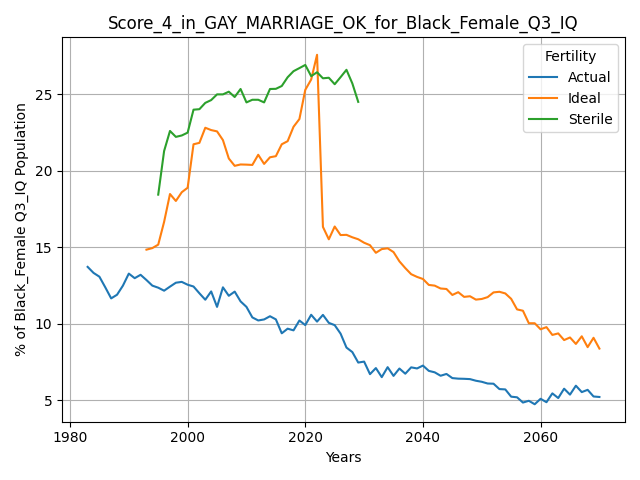 Score_4_in_GAY_MARRIAGE_OK_for_Black_Female_Q3_IQ
% of Black_Female Q3_IQ Population
25
20
15
10
5
Fertility
Actual
Ideal
Sterile
1980
2000
2020
2040
2060
Years